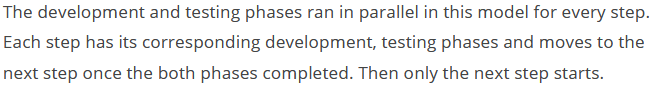 The development and testing phases ran in parallel in this model for every step.
Each step has its corresponding development, testing phases and moves to the
next step once the both phases completed. Then only the next step starts.